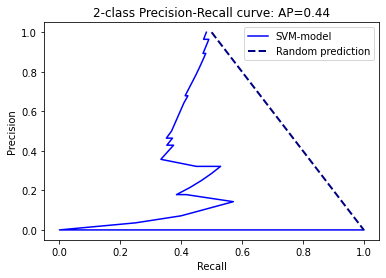 2-class Precision-Recall curve: AP=0.44
SVM-model
Random prediction
Precision
1.0
0.8
0.6
0.4
0.2
0.0
0.0 0.2 0.4 0.6 0.8 1.0
Recall